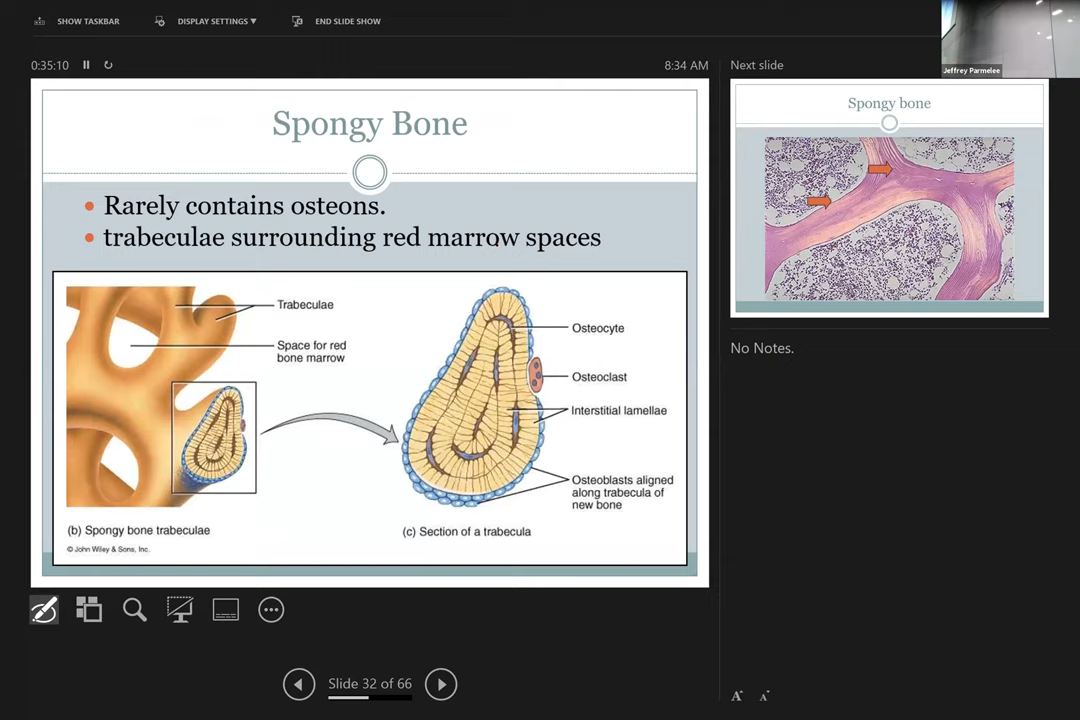 SHOW TASKBAR
DISPLAY SETTINGS ▼
END SLIDE SHOW
Jeffrey Parmelee
0:35:10
8:34 AM
Next slide
Spongy Bone
• Rarely contains osteons.
• trabeculae surrounding red marrow spaces
Trabeculae
Space for red
bone marrow
Osteocyte
Osteoclast
Interstitial lamellae
Osteoblasts aligned
along trabecula of
new bone
(b) Spongy bone trabeculae
(c) Section of a trabecula
© John Wiley & Sons, Inc.
Spongy bone
No Notes.
Slide 32 of 66
A
A